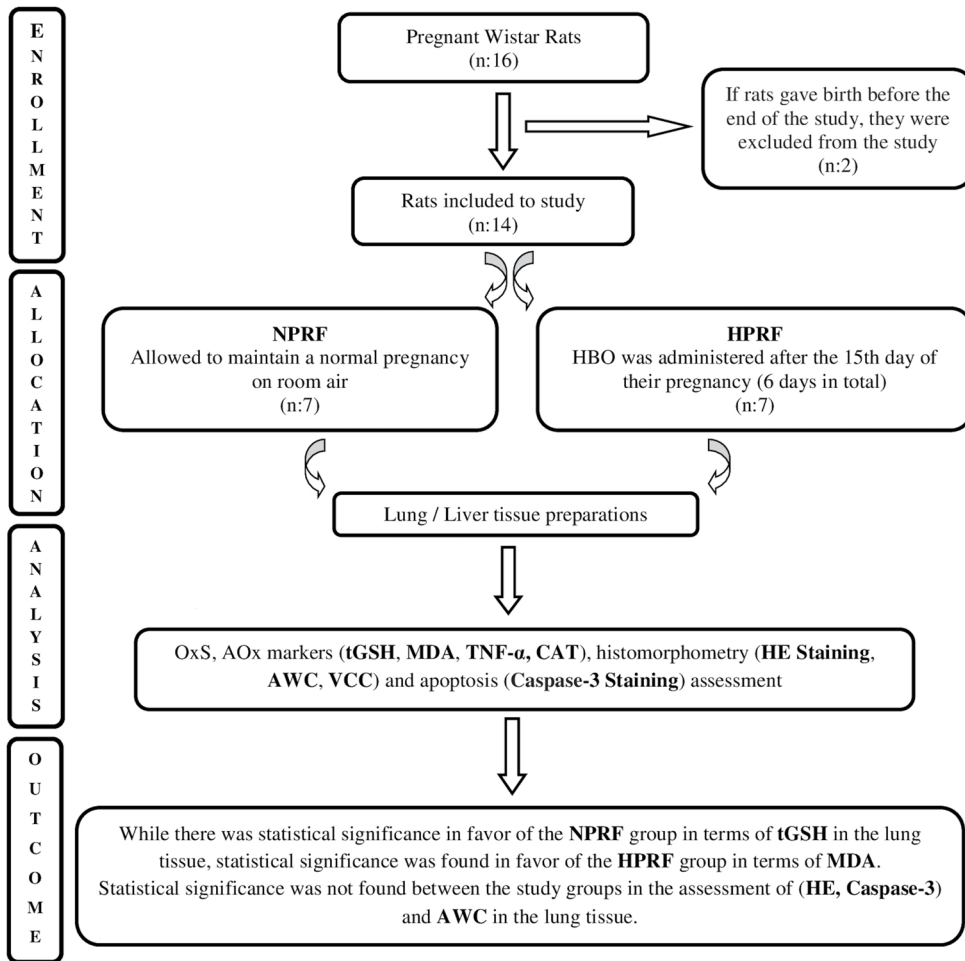 ENROLLMENT
Pregnant Wistar Rats
(n:16)
If rats gave birth before the
end of the study, they were
excluded from the study
(n:2)
Rats included to study
(n:14)
ALLOCATION
NPRF
Allowed to maintain a normal pregnancy
on room air
(n:7)
HPRF
HBO was administered after the 15th day of
their pregnancy (6 days in total)
(n:7)
Lung / Liver tissue preparations
ANALYSIS
OxS, AOx markers (tGSH, MDA, TNF-α, CAT), histomorphometry (HE Staining,
AWC, VCC) and apoptosis (Caspase-3 Staining) assessment
OUTCOME
While there was statistical significance in favor of the NPRF group in terms of tGSH in the lung
tissue, statistical significance was found in favor of the HPRF group in terms of MDA.
Statistical significance was not found between the study groups in the assessment of (HE, Caspase-3)
and AWC in the lung tissue.